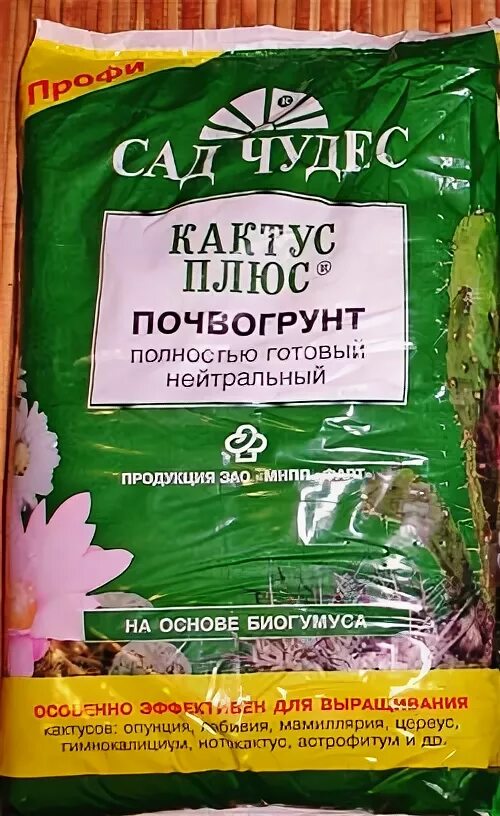 Профи
САД ЧУДЕС
КАКТУС
ПЛЮС®
ПОЧВОГРУНТ
полностью готовый
нейтральный
ПРОДУКЦИЯ ЗАО «МНПП «ФАРТ»
НА ОСНОВЕ БИОГУМУСА
ОСОБЕННО ЭФФЕКТИВЕН ДЛЯ ВЫРАЩИВАНИЯ
кактусов: опунция, лобивия, мамиллярия, цереус,
гимнокалициум, нотокактус, астрофитум и др.